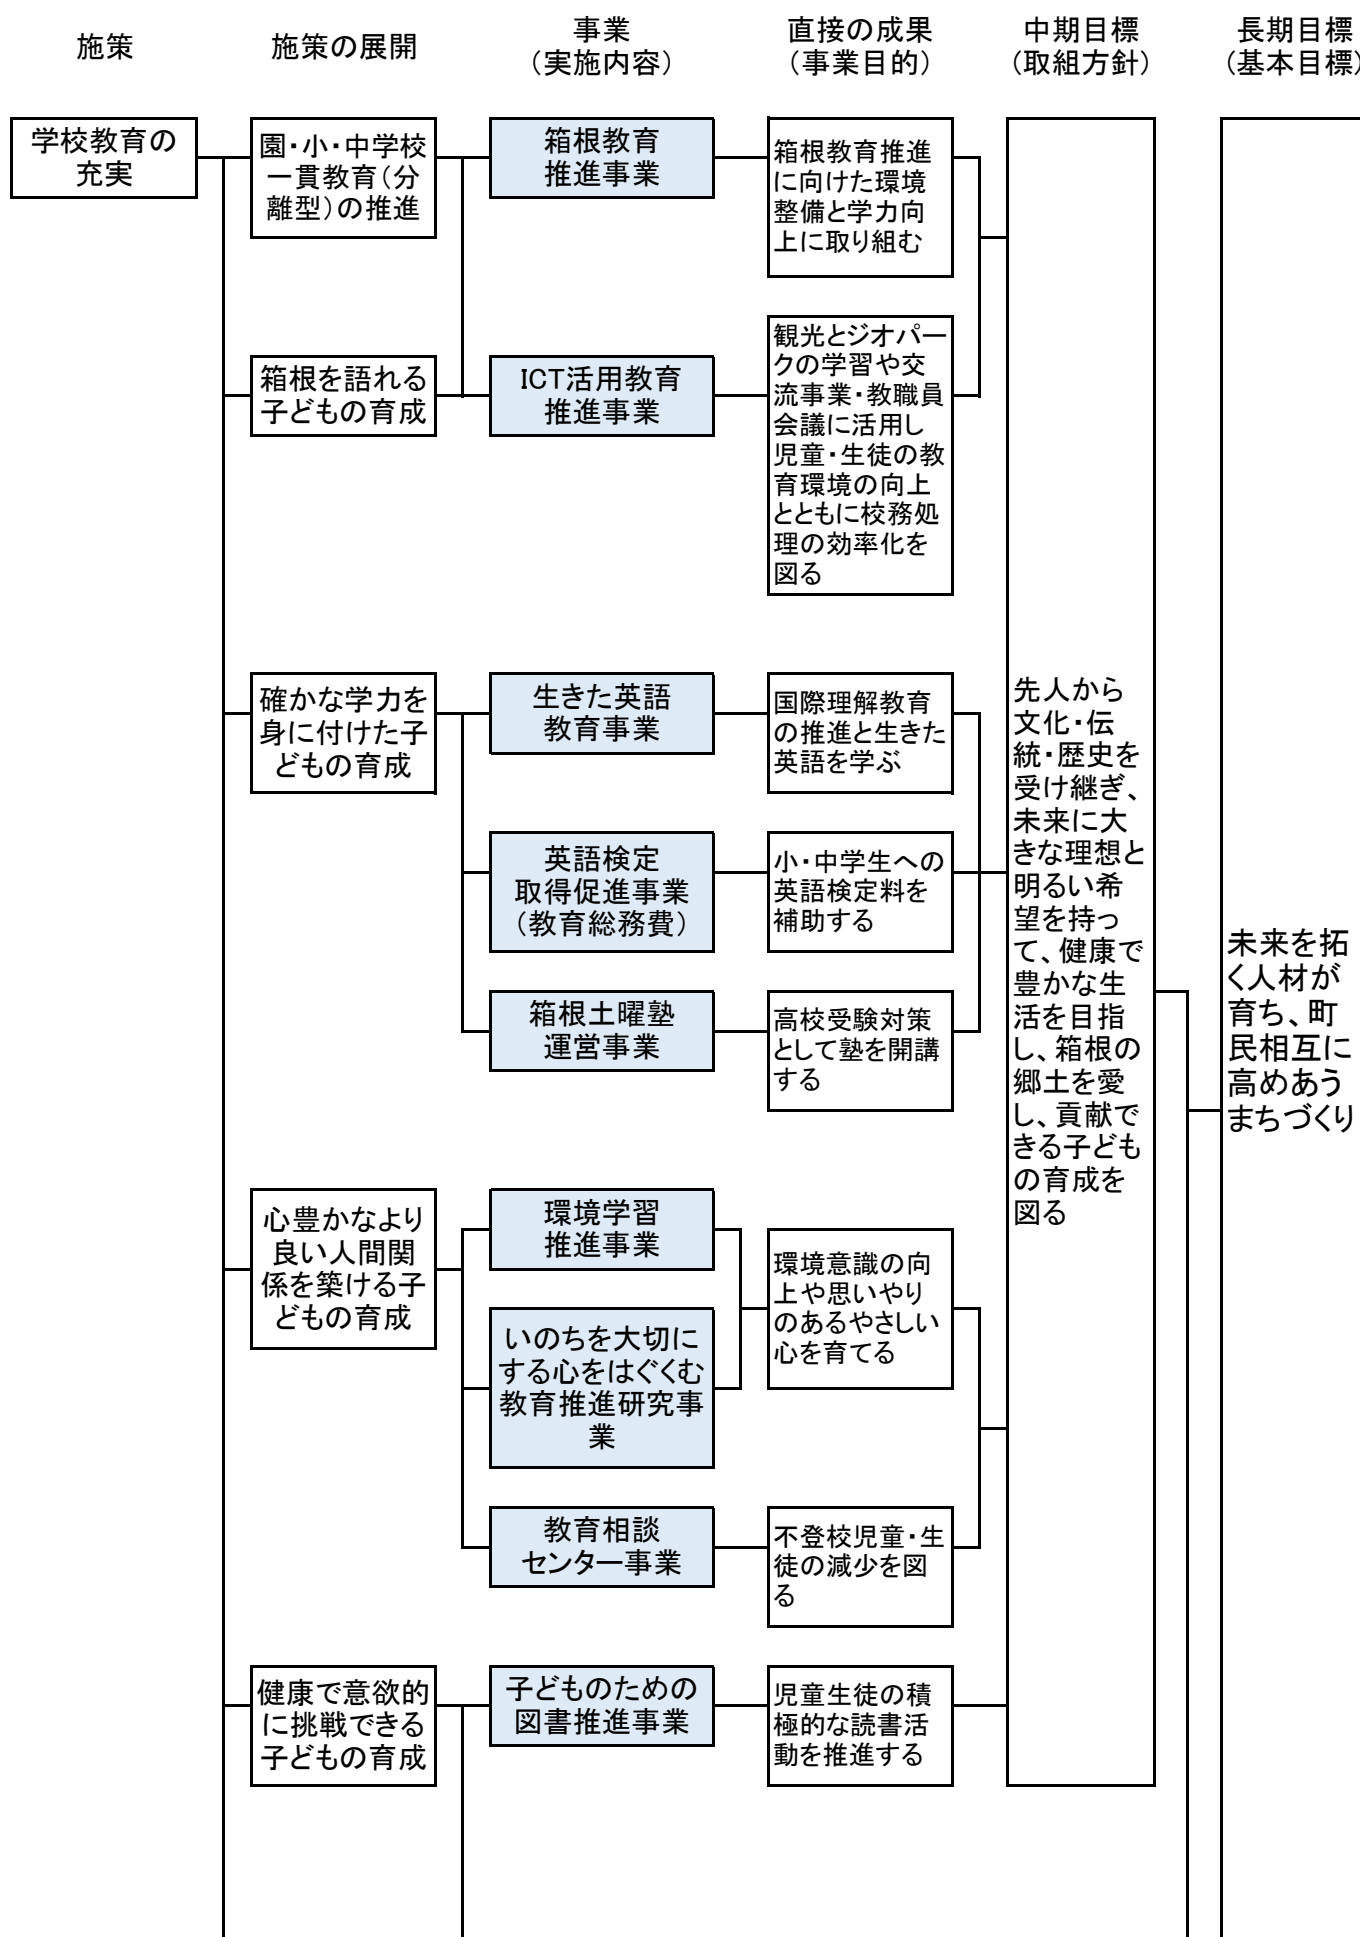 施策
施策の展開
事業
（実施内容）
直接の成果
（事業目的）
中期目標
（取組方針）
長期目標
（基本目標）
学校教育の
充実
園・小・中学校
一貫教育（分
離型）の推進
箱根教育
推進事業
箱根教育推進
に向けた環境
整備と学力向
上に取り組む
箱根を語れる
子どもの育成
ICT活用教育
推進事業
観光とジオパー
クの学習や交
流事業・教職員
会議に活用し
児童・生徒の教
育環境の向上
とともに校務処
理の効率化を
図る
確かな学力を
身に付けた子
どもの育成
生きた英語
教育事業
国際理解教育
の推進と生きた
英語を学ぶ
英語検定
取得促進事業
（教育総務費）
小・中学生への
英語検定料を
補助する
箱根土曜塾
運営事業
高校受験対策
として塾を開講
する
心豊かなより
良い人間関
係を築ける子
どもの育成
環境学習
推進事業
いのちを大切に
する心をはぐくむ
教育推進研究事
業
環境意識の向
上や思いやり
のあるやさしい
心を育てる
教育相談
センター事業
不登校児童・生
徒の減少を図
る
健康で意欲的
に挑戦できる
子どもの育成
子どものための
図書推進事業
児童生徒の積
極的な読書活
動を推進する
先人から
文化・伝
統・歴史を
受け継ぎ、
未来に大
きな理想と
明るい希
望を持っ
て、健康で
豊かな生
活を目指
し、箱根の
郷土を愛
し、貢献で
きる子ども
の育成を
図る
未来を拓
く人材が
育ち、町
民相互に
高めあう
まちづくり